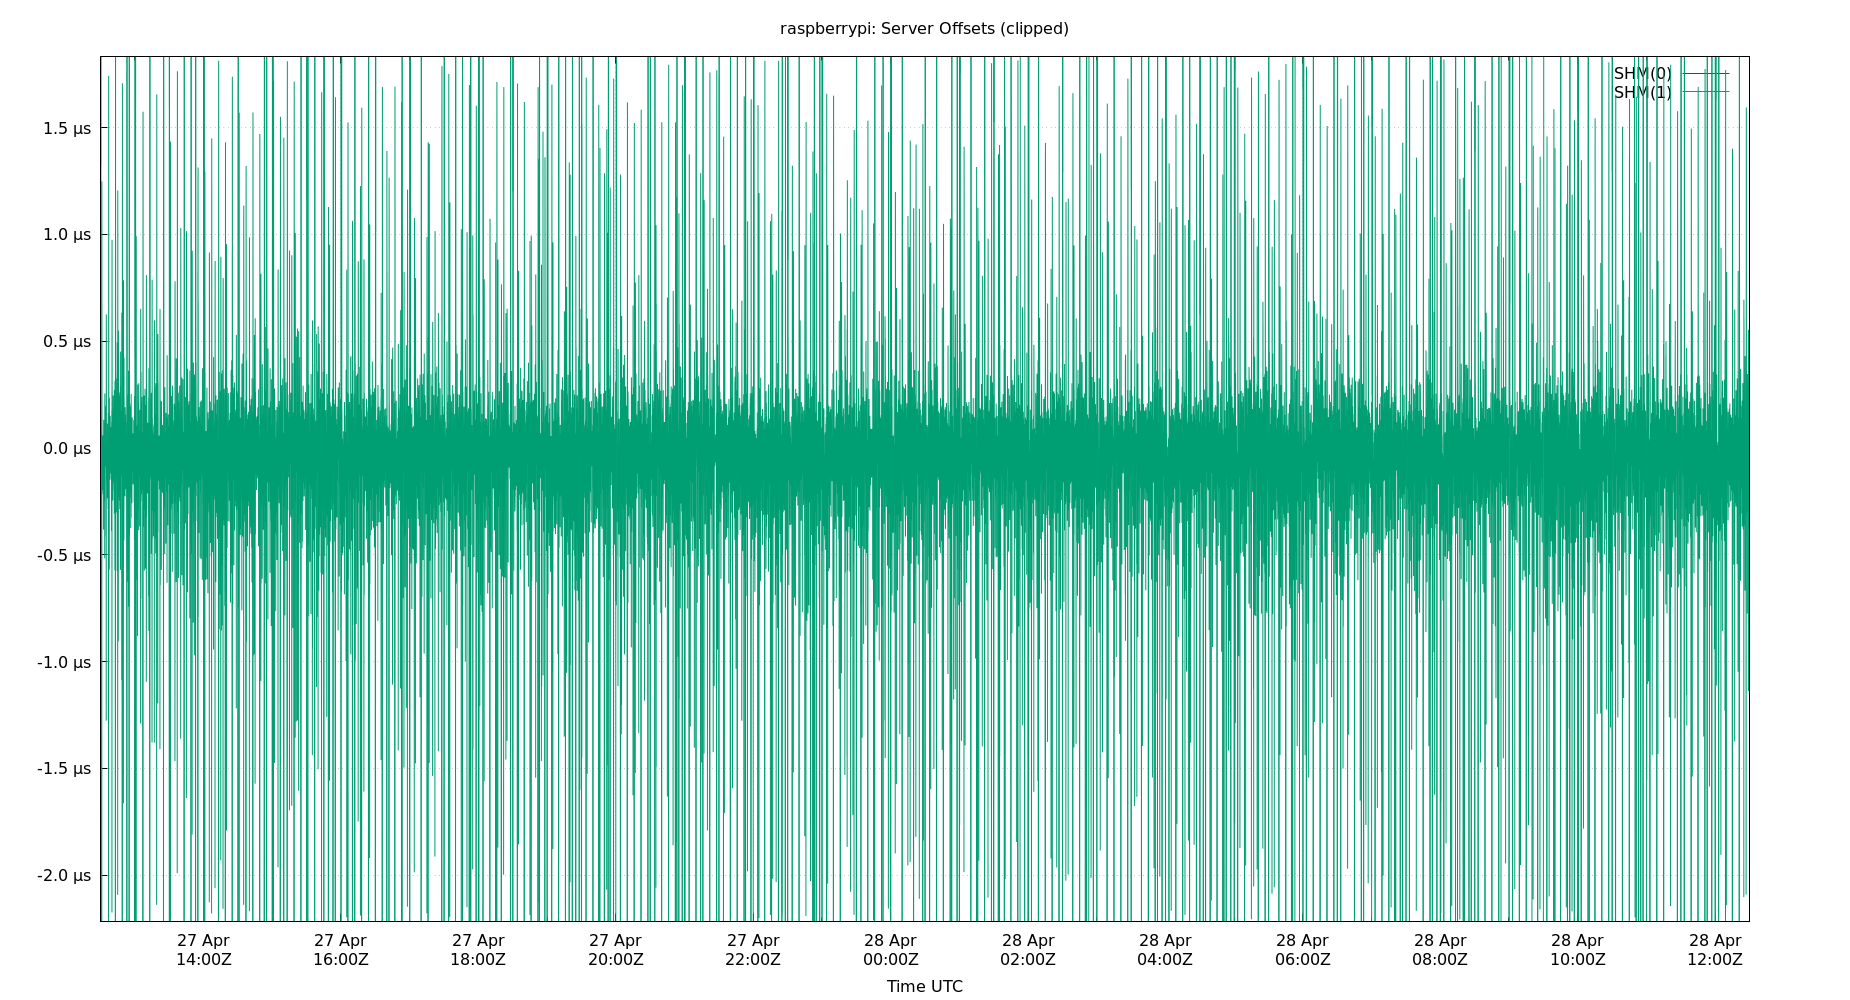 raspberrypi: Server Offsets (clipped)
SHM(0)
SHM(1)
1.5 µs
1.0 µs
0.5 µs
0.0 µs
-0.5 µs
-1.0 µs
-1.5 µs
-2.0 µs
27 Apr 27 Apr 27 Apr 27 Apr 27 Apr 28 Apr 28 Apr 28 Apr 28 Apr 28 Apr 28 Apr 28 Apr
14:00Z 16:00Z 18:00Z 20:00Z 22:00Z 00:00Z 02:00Z 04:00Z 06:00Z 08:00Z 10:00Z 12:00Z
Time UTC